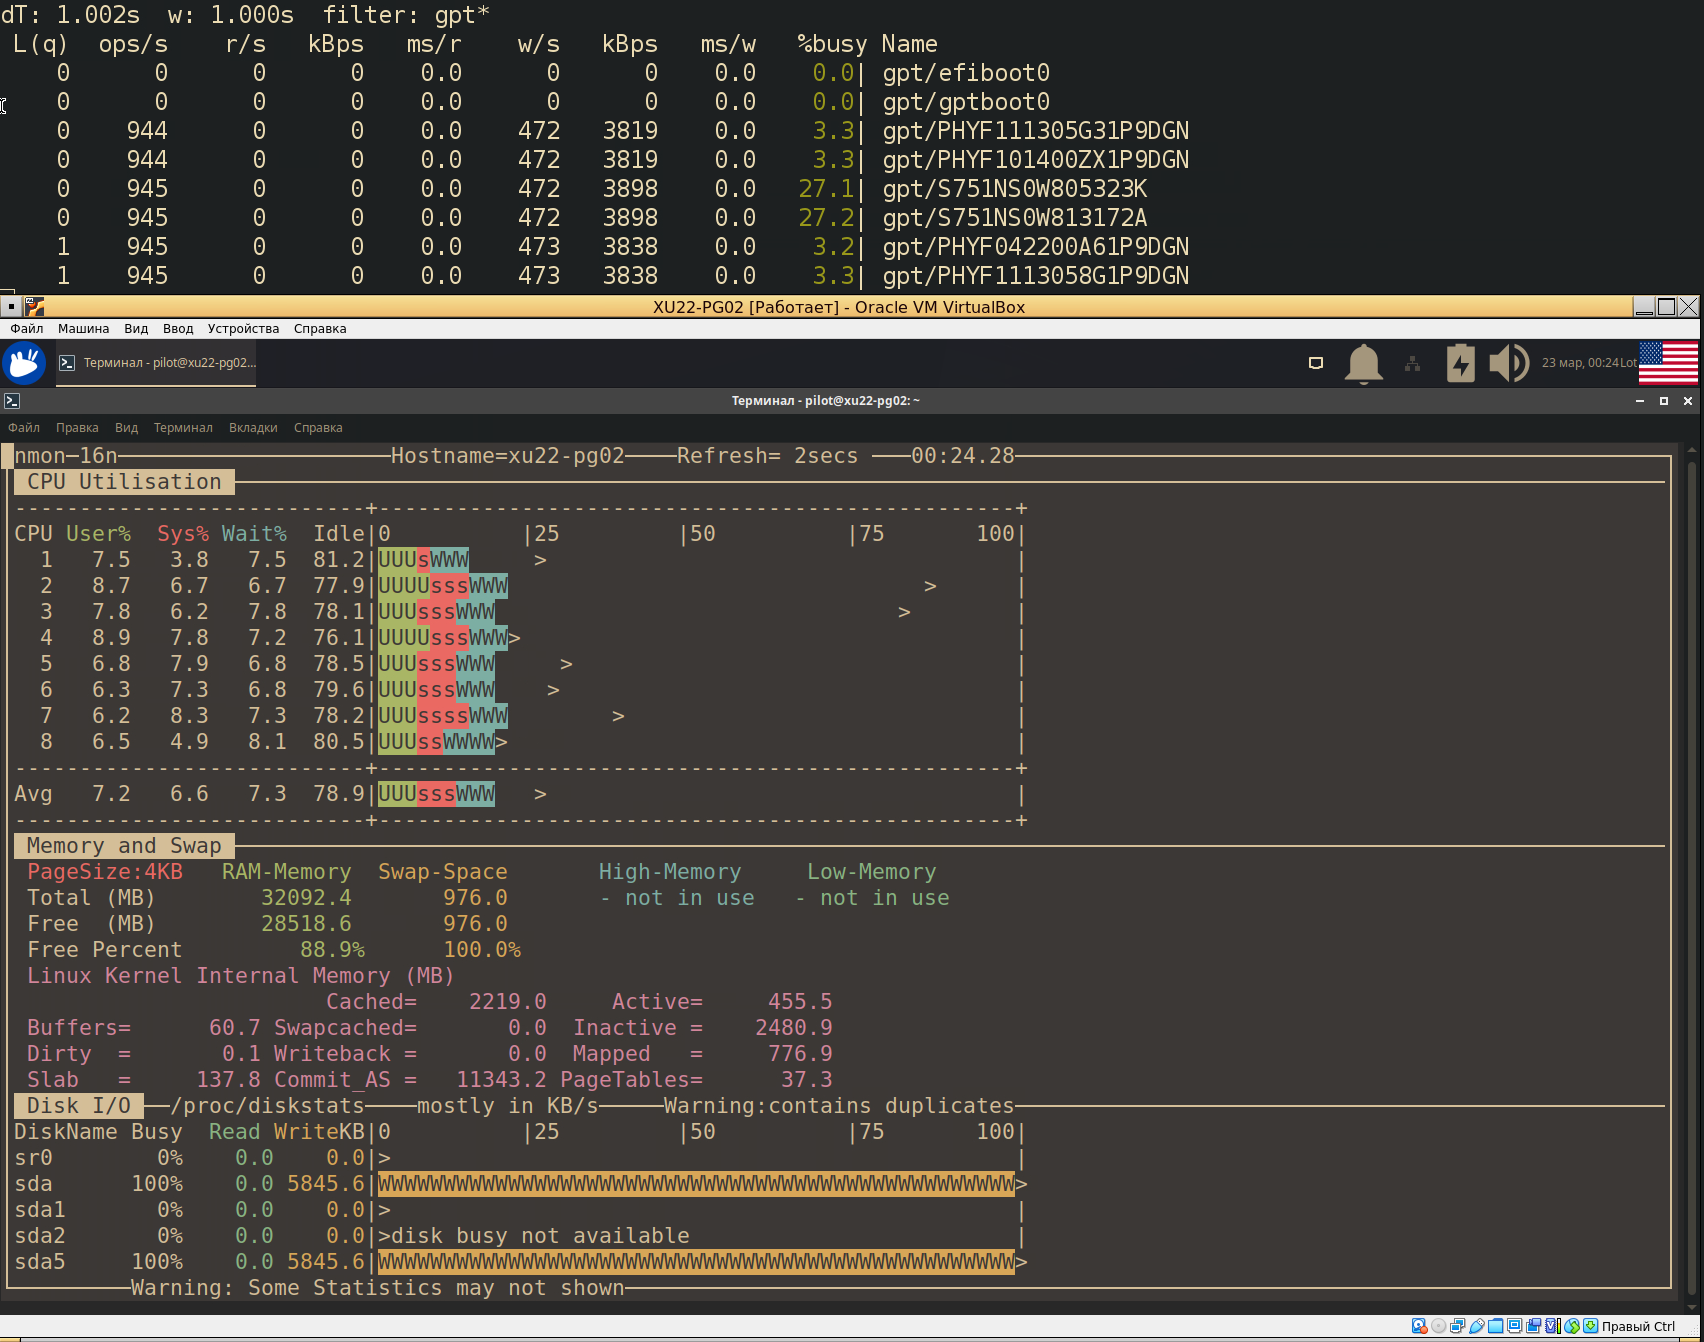 dT: 1.002s  w: 1.000s  filter: gpt*
L(q)  ops/s    r/s   kBps   ms/r    w/s   kBps   ms/w   %busy Name
0      0      0      0    0.0      0      0    0.0    0.0| gpt/efiboot0
0      0      0      0    0.0      0      0    0.0    0.0| gpt/gptboot0
0    944      0      0    0.0    472   3819    0.0    3.3| gpt/PHYF111305G31P9DGN
0    944      0      0    0.0    472   3819    0.0    3.3| gpt/PHYF101400ZX1P9DGN
0    945      0      0    0.0    472   3898    0.0   27.1| gpt/S751NS0W805323K
0    945      0      0    0.0    472   3898    0.0   27.2| gpt/S751NS0W813172A
1    945      0      0    0.0    473   3838    0.0    3.2| gpt/PHYF042200A61P9DGN
1    945      0      0    0.0    473   3838    0.0    3.3| gpt/PHYF1113058G1P9DGN
XU22-PG02 [Работает] - Oracle VM VirtualBox
Файл Машина Вид Ввод Устройства Справка
Терминал - pilot@xu22-pg02... 23 мар, 00:24 Lot
Терминал - pilot@xu22-pg02: ~
Файл Правка Вид Терминал Вкладки Справка
nmon─16n─────────────────────Hostname=xu22-pg02────Refresh= 2secs ───00:24.28─
CPU Utilisation
---------------------------+-------------------------------------------------+
CPU User%  Sys% Wait%  Idle|0          |25         |50          |75       100|
1   7.5   3.8   7.5  81.2|UUUsWWW     >                                    |
2   8.7   6.7   6.7  77.9|UUUUsssWWW                                >      |
3   7.8   6.2   7.8  78.1|UUUsssWWW                               >        |
4   8.9   7.8   7.2  76.1|UUUUsssWWW>                                      |
5   6.8   7.9   6.8  78.5|UUUsssWWW     >                                  |
6   6.3   7.3   6.8  79.6|UUUsssWWW    >                                   |
7   6.2   8.3   7.3  78.2|UUUssssWWW        >                              |
8   6.5   4.9   8.1  80.5|UUUssWWWW>                                       |
---------------------------+-------------------------------------------------+
Avg   7.2   6.6   7.3  78.9|UUUsssWWW   >                                    |
---------------------------+-------------------------------------------------+
Memory and Swap
PageSize:4KB   RAM-Memory  Swap-Space       High-Memory     Low-Memory
Total (MB)        32092.4       976.0       - not in use   - not in use
Free  (MB)        28518.6       976.0
Free Percent         88.9%      100.0%
Linux Kernel Internal Memory (MB)
Cached=    2219.0     Active=     455.5
Buffers=      60.7 Swapcached=       0.0  Inactive =    2480.9
Dirty  =       0.1 Writeback =       0.0  Mapped   =     776.9
Slab   =     137.8 Commit_AS =   11343.2 PageTables=      37.3
Disk I/O ──/proc/diskstats────mostly in KB/s─────Warning:contains duplicates─
DiskName Busy  Read WriteKB|0          |25         |50          |75       100|
sr0        0%    0.0    0.0|>                                                |
sda      100%    0.0 5845.6|WWWWWWWWWWWWWWWWWWWWWWWWWWWWWWWWWWWWWWWWWWWWWWWWW>
sda1       0%    0.0    0.0|>                                                |
sda2       0%    0.0    0.0|>disk busy not available                         |
sda5     100%    0.0 5845.6|WWWWWWWWWWWWWWWWWWWWWWWWWWWWWWWWWWWWWWWWWWWWWWWWW>
Warning: Some Statistics may not shown
Правый Ctrl